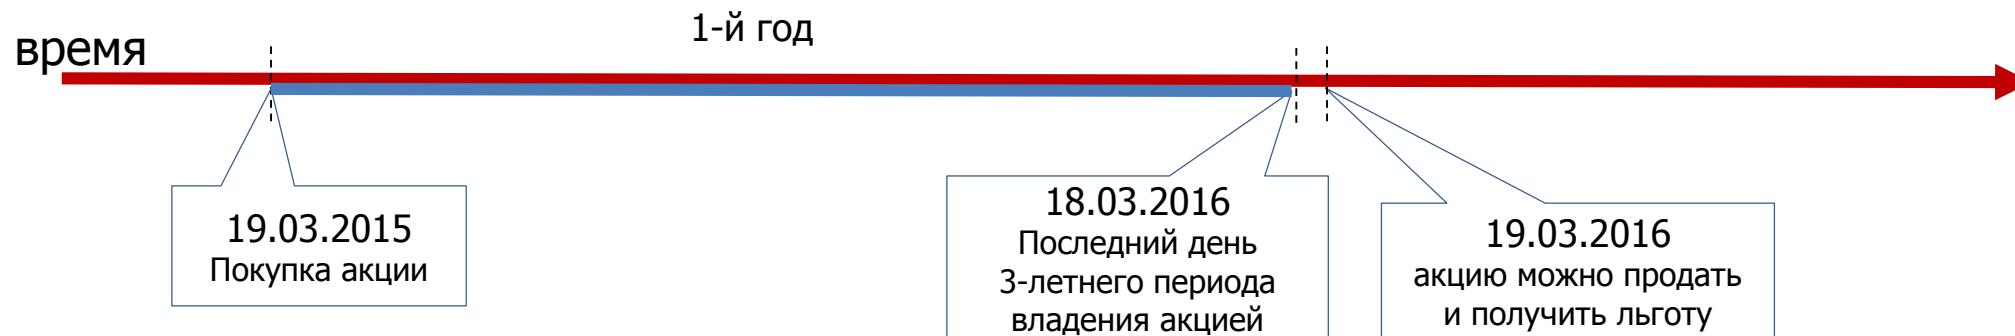 1-й год
время
19.03.2015
Покупка акции
18.03.2016
Последний день
3-летнего периода
владения акцией
19.03.2016
акцию можно продать
и получить льготу